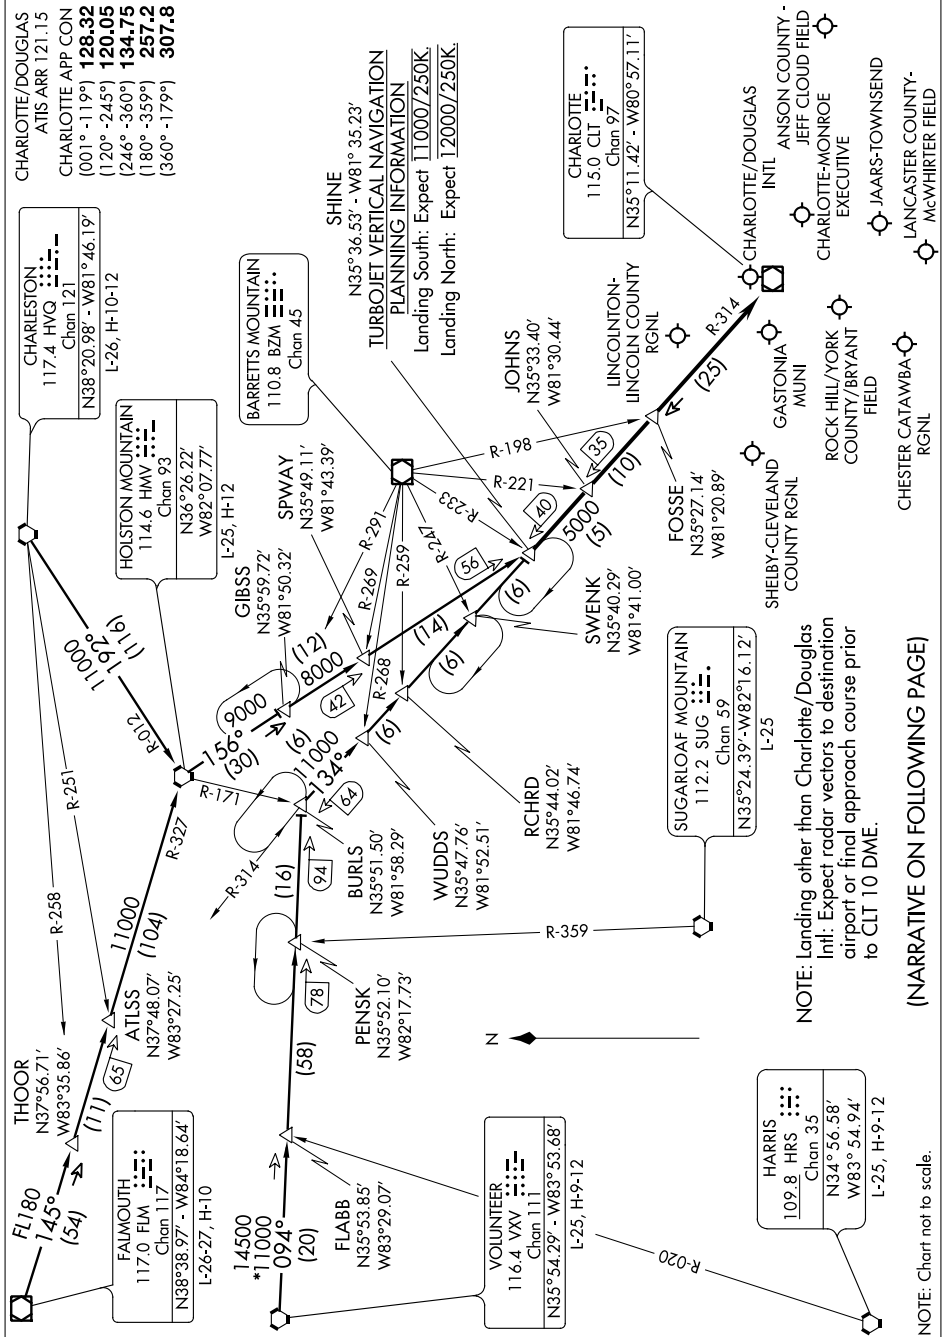 CHARLOTTE/DOUGLAS
ATIS ARR 121.15
CHARLOTTE APP CON
(001° -119°) 128.32
(120° -245°) 120.05
(246° -360°) 134.75
(180° -359°) 257.2
(360° -179°) 307.8
CHARLESTON
117.4 HVQ
Chan 121
N38°20.98' - W81°46.19'
L-26, H-10-12
HOLSTON MOUNTAIN
114.6 HMV
Chan 93
N36°26.22'
W82°07.77'
L-25, H-12
BARRETTS MOUNTAIN
110.8 BZM
Chan 45
SHINE
N35°36.53' - W81° 35.23'
TURBOJET VERTICAL NAVIGATION
PLANNING INFORMATION
Landing South: Expect 11000/250K.
Landing North: Expect 12000/250K.
CHARLOTTE
115.0 CLT
Chan 97
N35°11.42' - W80°57.11'
THOOR
N37°56.71'
W83°35.86'
FL180
145°
(54)
(11)
65
ATLSS
N37°48.07'
W83°27.25'
R-258
R-251
11000
(104)
R-327
11000
192°
(116)
R-012
FALMOUTH
117.0 FLM
Chan 117
N38°38.97' - W84°18.64'
L-26-27, H-10
GIBSS
N35°59.72'
W81°50.32'
SPWAY
N35°49.11'
W81°43.39'
9000
156°
(30)
(12)
8000
42
(6)
11000
134°
64
R-171
R-314
R-291
R-269
R-259
R-268
R-247
R-233
R-221
R-198
(14)
56
(6)
(6)
(6)
40
5000
(5)
35
(10)
(25)
R-314
JOHNS
N35°33.40'
W81°30.44'
FOSSE
N35°27.14'
W81°20.89'
SWENK
N35°40.29'
W81°41.00'
RCHRD
N35°44.02'
W81°46.74'
WUDDS
N35°47.76'
W81°52.51'
BURLS
N35°51.50'
W81°58.29'
(16)
94
PENSK
N35°52.10'
W82°17.73'
78
(58)
FLABB
N35°53.85'
W83°29.07'
14500
*11000
094°
(20)
VOLUNTEER
116.4 VXV
Chan 111
N35°54.29' - W83°53.68'
L-25, H-9-12
R-020
HARRIS
109.8 HRS
Chan 35
N34°56.58'
W83°54.94'
L-25, H-9-12
SUGARLOAF MOUNTAIN
112.2 SUG
Chan 59
N35°24.39'-W82°16.12'
L-25
R-359
N
LINCOLNTON-
LINCOLN COUNTY
RGNL
CHARLOTTE/DOUGLAS
INTL
ANSON COUNTY -
JEFF CLOUD FIELD
CHARLOTTE-MONROE
EXECUTIVE
JAARS-TOWNSEND
LANCASTER COUNTY-
McWHIRTER FIELD
GASTONIA
MUNI
ROCK HILL/YORK
COUNTY/BRYANT
FIELD
SHELBY-CLEVELAND
COUNTY RGNL
CHESTER CATAWBA
RGNL
NOTE: Landing other than Charlotte/Douglas
Intl: Expect radar vectors to destination
airport or final approach course prior
to CLT 10 DME.
(NARRATIVE ON FOLLOWING PAGE)
NOTE: Chart not to scale.